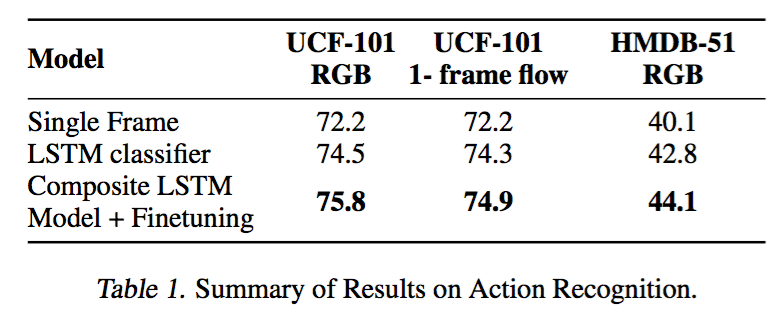 Model UCF-101 RGB UCF-101 1- frame flow HMDB-51 RGB
Single Frame 72.2 72.2 40.1
LSTM classifier 74.5 74.3 42.8
Composite LSTM Model + Finetuning 75.8 74.9 44.1
Table 1. Summary of Results on Action Recognition.